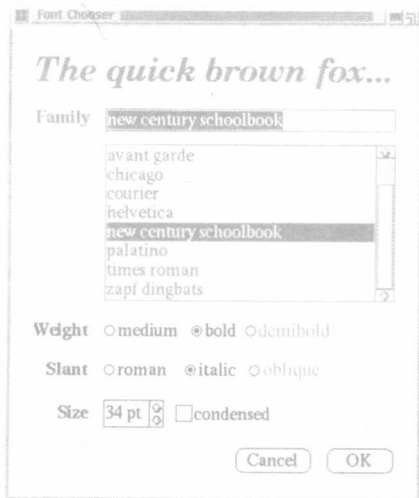 Font Chooser
The quick brown fox...
Family new century schoolbook
avant garde
chicago
courier
helvetica
new century schoolbook
palatino
times roman
zapf dingbats
Weight medium bold demibold
Slant roman italic oblique
Size 34 pt condensed
Cancel OK